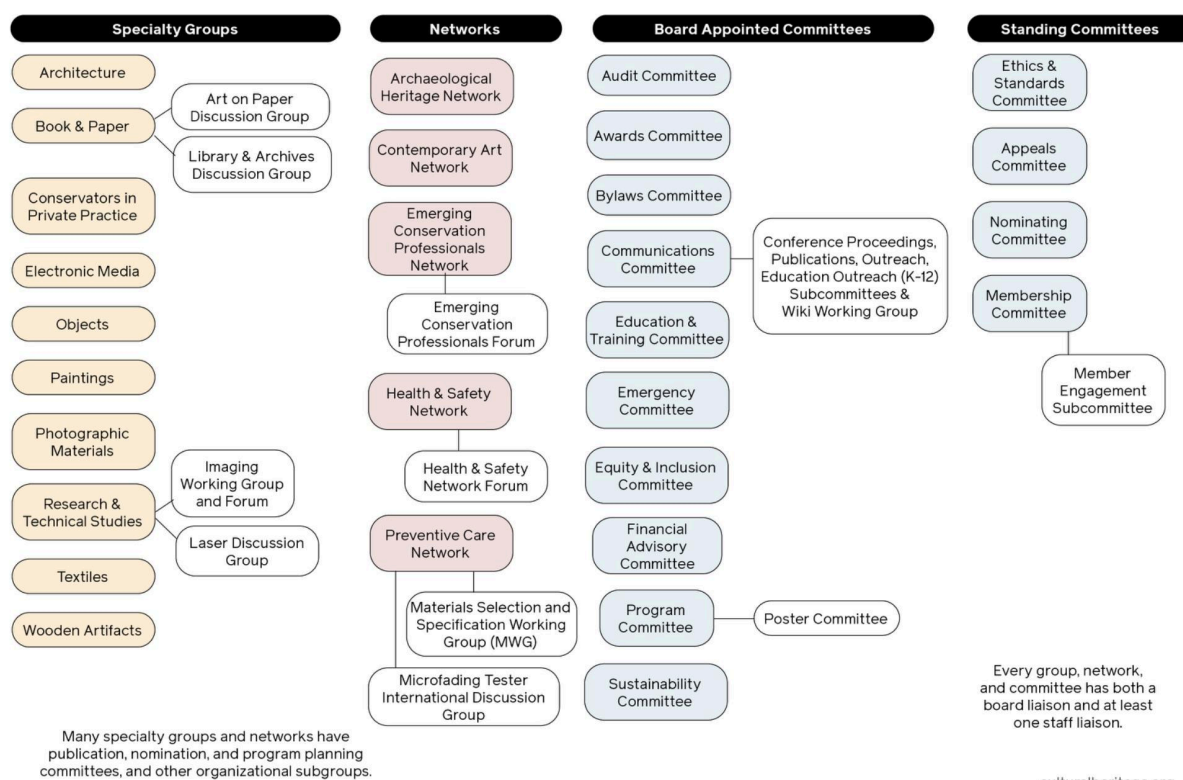 Specialty Groups
Architecture
Book & Paper
Art on Paper
Discussion Group
Library & Archives
Discussion Group
Conservators in
Private Practice
Electronic Media
Objects
Paintings
Photographic
Materials
Research &
Technical Studies
Imaging
Working Group
and Forum
Laser Discussion
Group
Textiles
Wooden Artifacts
Many specialty groups and networks have
publication, nomination, and program planning
committees, and other organizational subgroups.
Networks
Archaeological
Heritage Network
Contemporary Art
Network
Emerging
Conservation
Professionals
Network
Emerging
Conservation
Professionals Forum
Health & Safety
Network
Health & Safety
Network Forum
Preventive Care
Network
Materials Selection and
Specification Working
Group (MWG)
Microfading Tester
International Discussion
Group
Board Appointed Committees
Audit Committee
Awards Committee
Bylaws Committee
Communications
Committee
Conference Proceedings,
Publications, Outreach,
Education Outreach (K-12)
Subcommittees &
Wiki Working Group
Education &
Training Committee
Emergency
Committee
Equity & Inclusion
Committee
Financial
Advisory
Committee
Program
Committee
Poster Committee
Sustainability
Committee
Standing Committees
Ethics &
Standards
Committee
Appeals
Committee
Nominating
Committee
Membership
Committee
Member
Engagement
Subcommittee
Every group, network,
and committee has both a
board liaison and at least
one staff liaison.